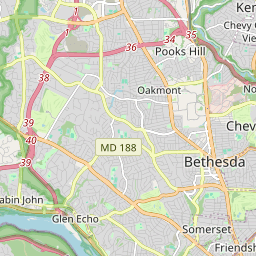 Ken
Chevy C
Vie
1
36
34
35
Pooks Hill
1
38
Oakmont
No
39
40
MD 188
Chev
Bethesda
39
abin John
Glen Echo
Somerset
Friendsh